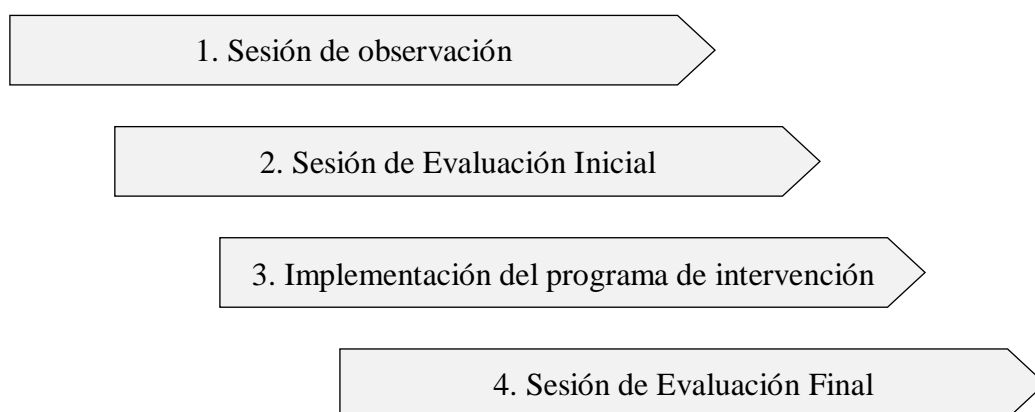 1. Sesión de observación
2. Sesión de Evaluación Inicial
3. Implementación del programa de intervención
4. Sesión de Evaluación Final